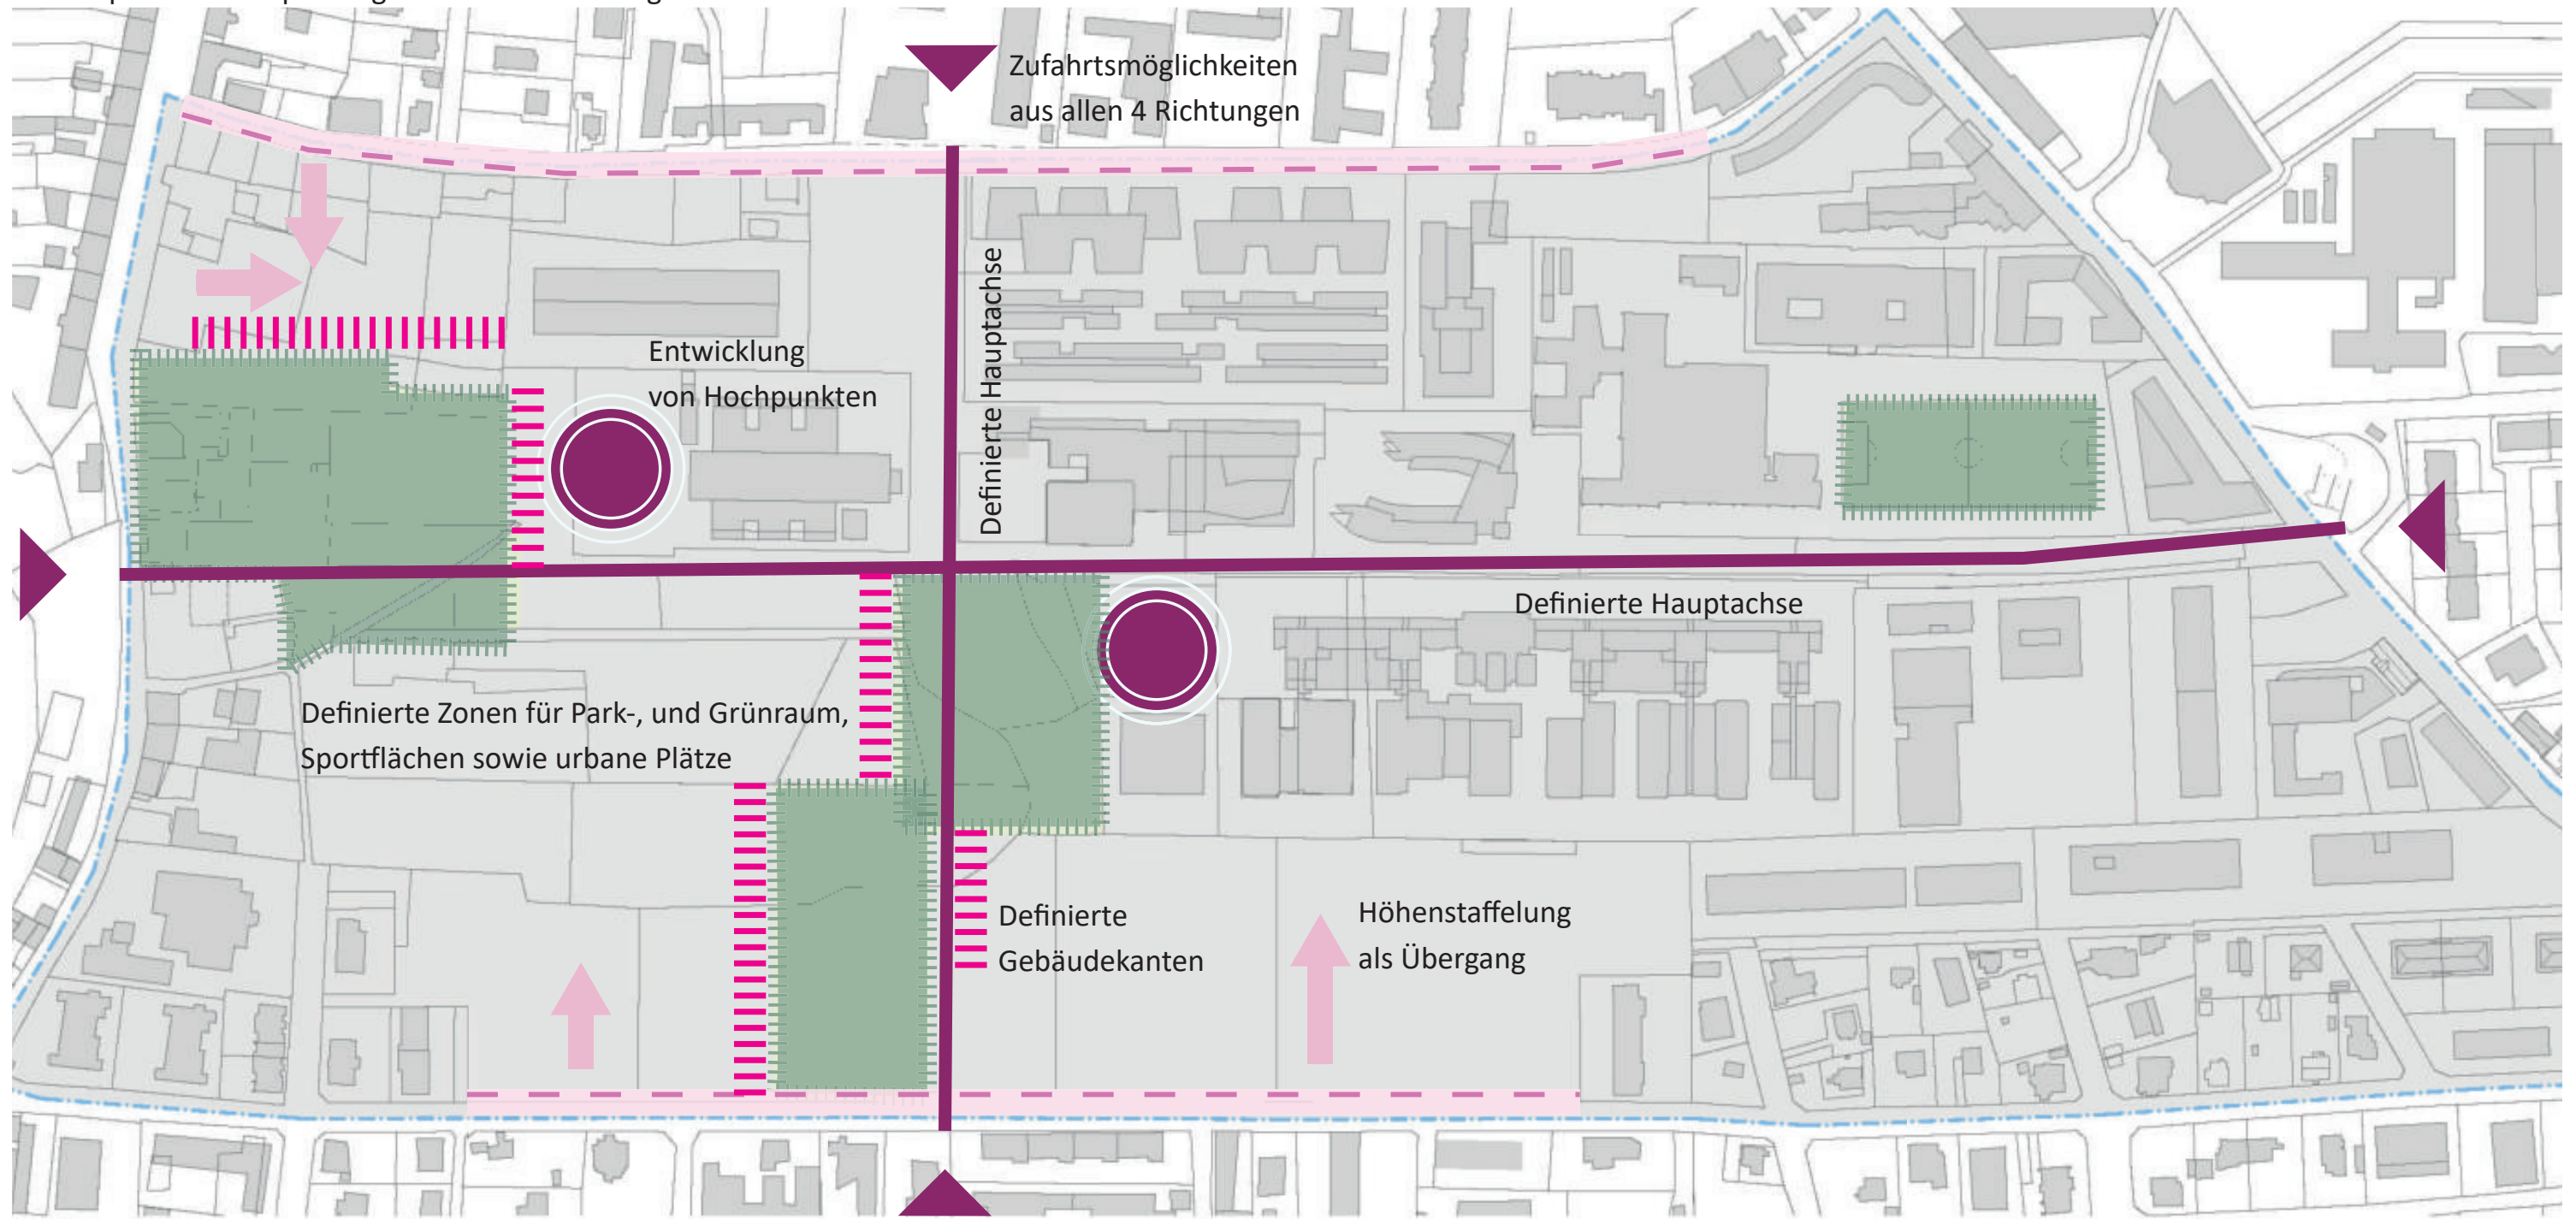 Zufahrtsmöglichkeiten
aus allen 4 Richtungen
Definierte Hauptachse
Entwicklung
von Hochpunkten
Definierte Hauptachse
Definierte Zonen für Park-, und Grünraum,
Sportflächen sowie urbane Plätze
Definierte
Gebäudekanten
Höhenstaffelung
als Übergang